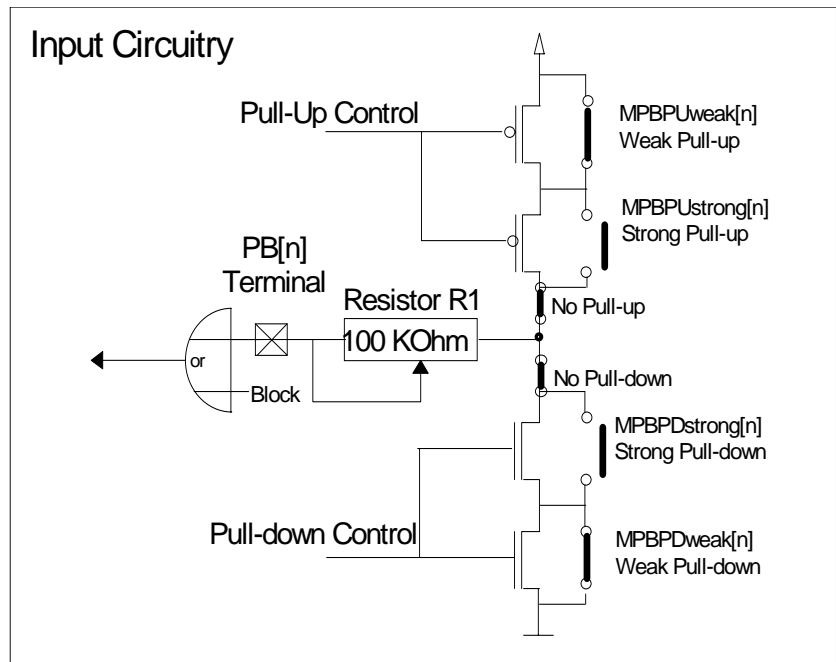 Input Circuitry
Pull-Up Control
MPBPUweak[n]
Weak Pull-up
MPBPUstrong[n]
Strong Pull-up
PB[n]
Terminal
Resistor R1
100 KOhm
No Pull-up
or
Block
No Pull-down
MPBPDstrong[n]
Strong Pull-down
Pull-down Control
MPBPDweak[n]
Weak Pull-down